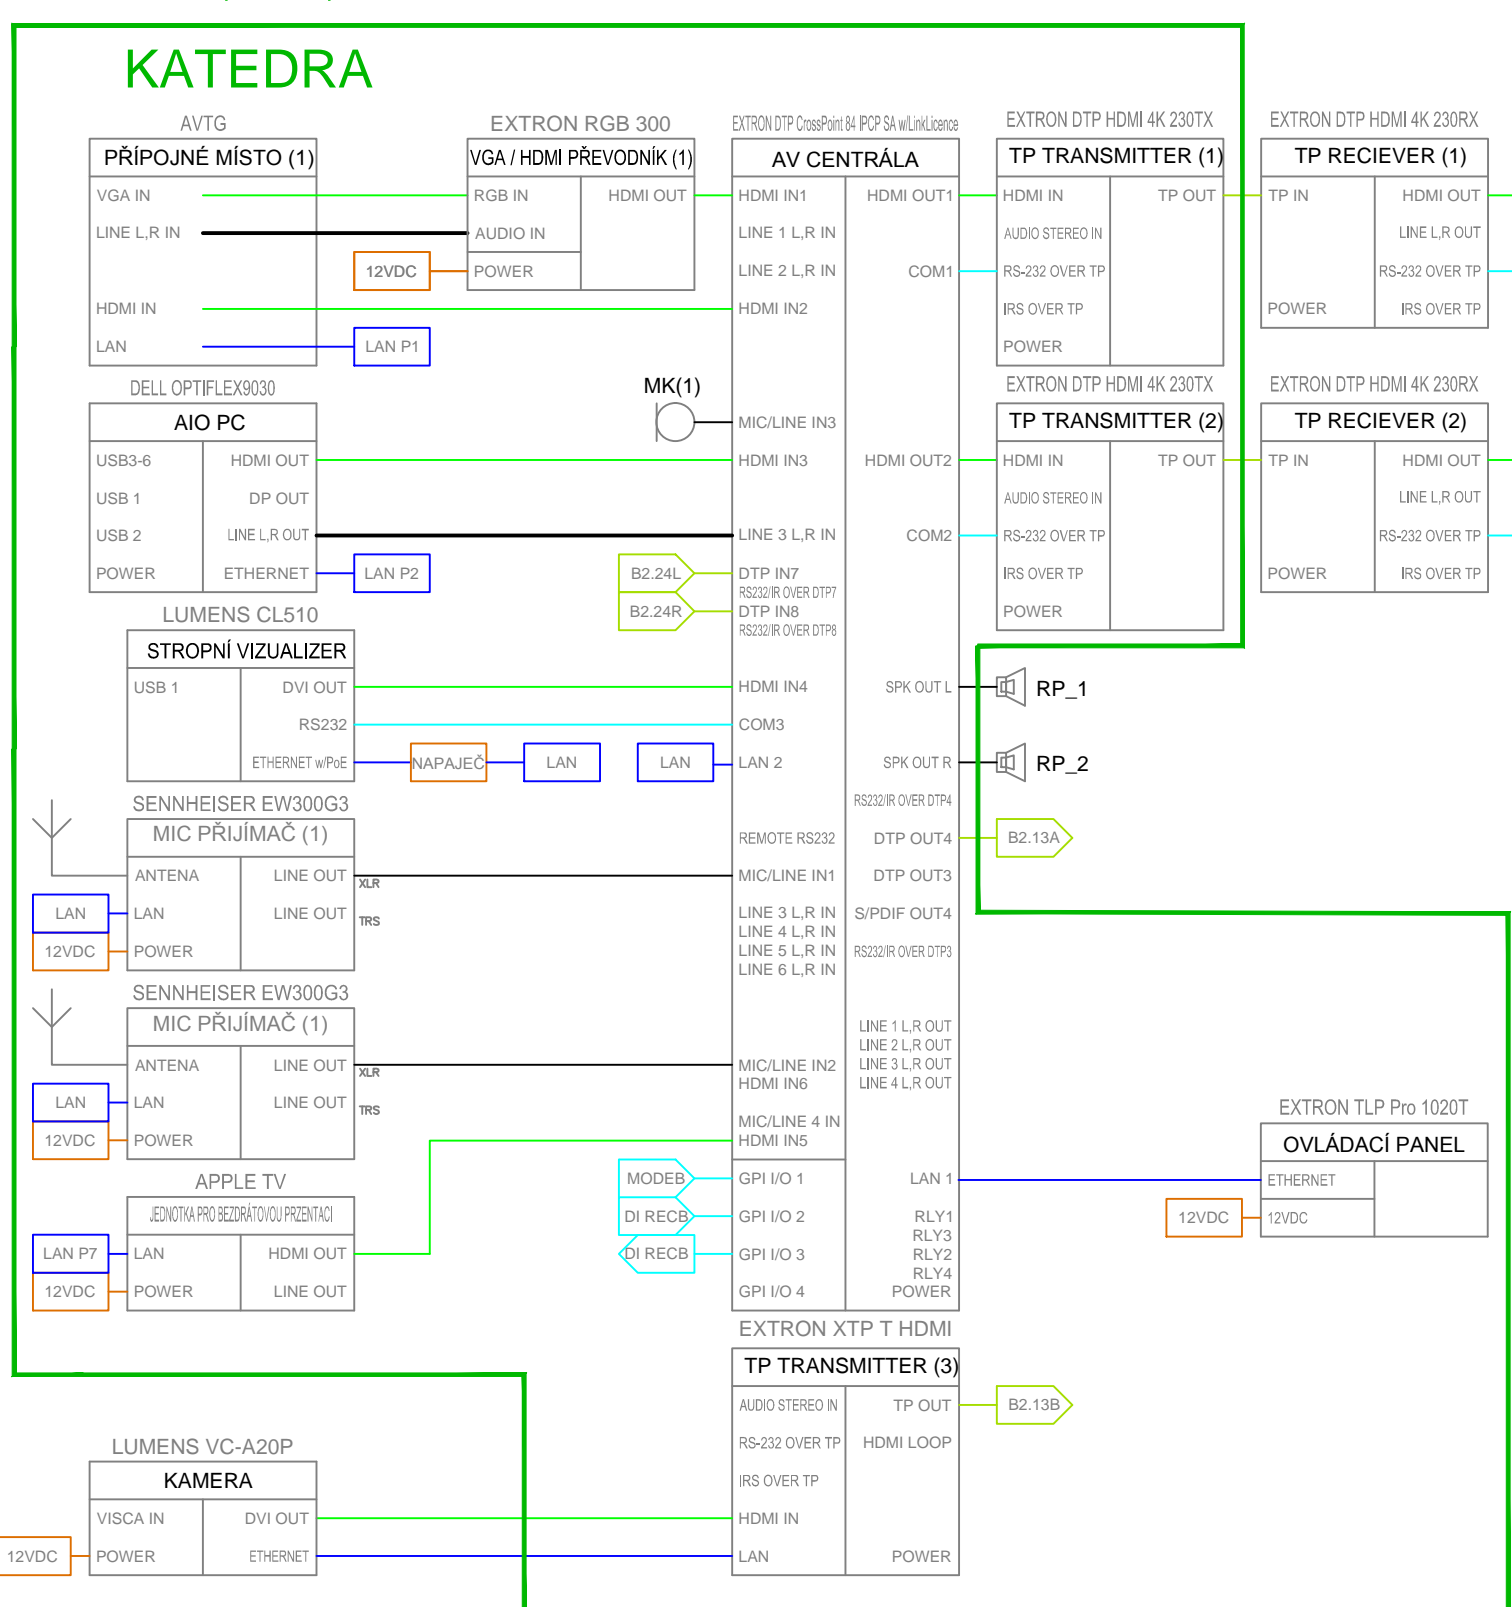 KATEDRA
AVTG
PŘÍPOJNÉ MÍSTO (1)
VGA IN
LINE L,R IN
HDMI IN
LAN
LAN P1
EXTRON RGB 300
VGA / HDMI PŘEVODNÍK (1)
RGB IN
HDMI OUT
AUDIO IN
POWER
12VDC
DELL OPTIFLEX9030
AIO PC
USB3-6
HDMI OUT
USB 1
DP OUT
USB 2
LINE L,R OUT
POWER
ETHERNET
LAN P2
MK(1)
B2.24L
B2.24R
LUMENS CL510
STROPNÍ VIZUALIZER
USB 1
DVI OUT
RS232
ETHERNET w/PoE
NAPAJEČ
LAN
LAN
SENNHEISER EW300G3
MIC PŘIJÍMAČ (1)
ANTENA
LINE OUT
XLR
LAN
LAN
LINE OUT
TRS
12VDC
POWER
SENNHEISER EW300G3
MIC PŘIJÍMAČ (1)
ANTENA
LINE OUT
XLR
LAN
LAN
LINE OUT
TRS
12VDC
POWER
APPLE TV
JEDNOTKA PRO BEZDRÁTOVOU PRZENTACI
LAN P7
LAN
HDMI OUT
12VDC
POWER
LINE OUT
MODEB
DI RECB
DI RECB
EXTRON DTP CrossPoint 84 IPCP SA w/LinkLicence
AV CENTRÁLA
HDMI IN1
HDMI OUT1
LINE 1 L,R IN
LINE 2 L,R IN
COM1
HDMI IN2
MIC/LINE IN3
HDMI IN3
HDMI OUT2
LINE 3 L,R IN
COM2
DTP IN7
RS232/IR OVER DTP7
DTP IN8
RS232/IR OVER DTP8
HDMI IN4
SPK OUT L
COM3
LAN 2
SPK OUT R
RS232/IR OVER DTP4
REMOTE RS232
DTP OUT4
MIC/LINE IN1
DTP OUT3
LINE 3 L,R IN
S/PDIF OUT4
LINE 4 L,R IN
LINE 5 L,R IN
RS232/IR OVER DTP3
LINE 6 L,R IN
LINE 1 L,R OUT
LINE 2 L,R OUT
MIC/LINE IN2
LINE 3 L,R OUT
HDMI IN6
LINE 4 L,R OUT
MIC/LINE 4 IN
HDMI IN5
GPI I/O 1
LAN 1
GPI I/O 2
RLY1
RLY3
GPI I/O 3
RLY2
RLY4
GPI I/O 4
POWER
EXTRON DTP HDMI 4K 230TX
TP TRANSMITTER (1)
HDMI IN
TP OUT
AUDIO STEREO IN
RS-232 OVER TP
IRS OVER TP
POWER
EXTRON DTP HDMI 4K 230RX
TP RECIEVER (1)
TP IN
HDMI OUT
LINE L,R OUT
RS-232 OVER TP
POWER
IRS OVER TP
EXTRON DTP HDMI 4K 230TX
TP TRANSMITTER (2)
HDMI IN
TP OUT
AUDIO STEREO IN
RS-232 OVER TP
IRS OVER TP
POWER
EXTRON DTP HDMI 4K 230RX
TP RECIEVER (2)
TP IN
HDMI OUT
LINE L,R OUT
RS-232 OVER TP
POWER
IRS OVER TP
RP_1
RP_2
B2.13A
EXTRON TLP Pro 1020T
OVLÁDACÍ PANEL
ETHERNET
12VDC
12VDC
EXTRON XTP T HDMI
TP TRANSMITTER (3)
AUDIO STEREO IN
TP OUT
B2.13B
RS-232 OVER TP
HDMI LOOP
IRS OVER TP
HDMI IN
LAN
POWER
LUMENS VC-A20P
KAMERA
VISCA IN
DVI OUT
12VDC
POWER
ETHERNET